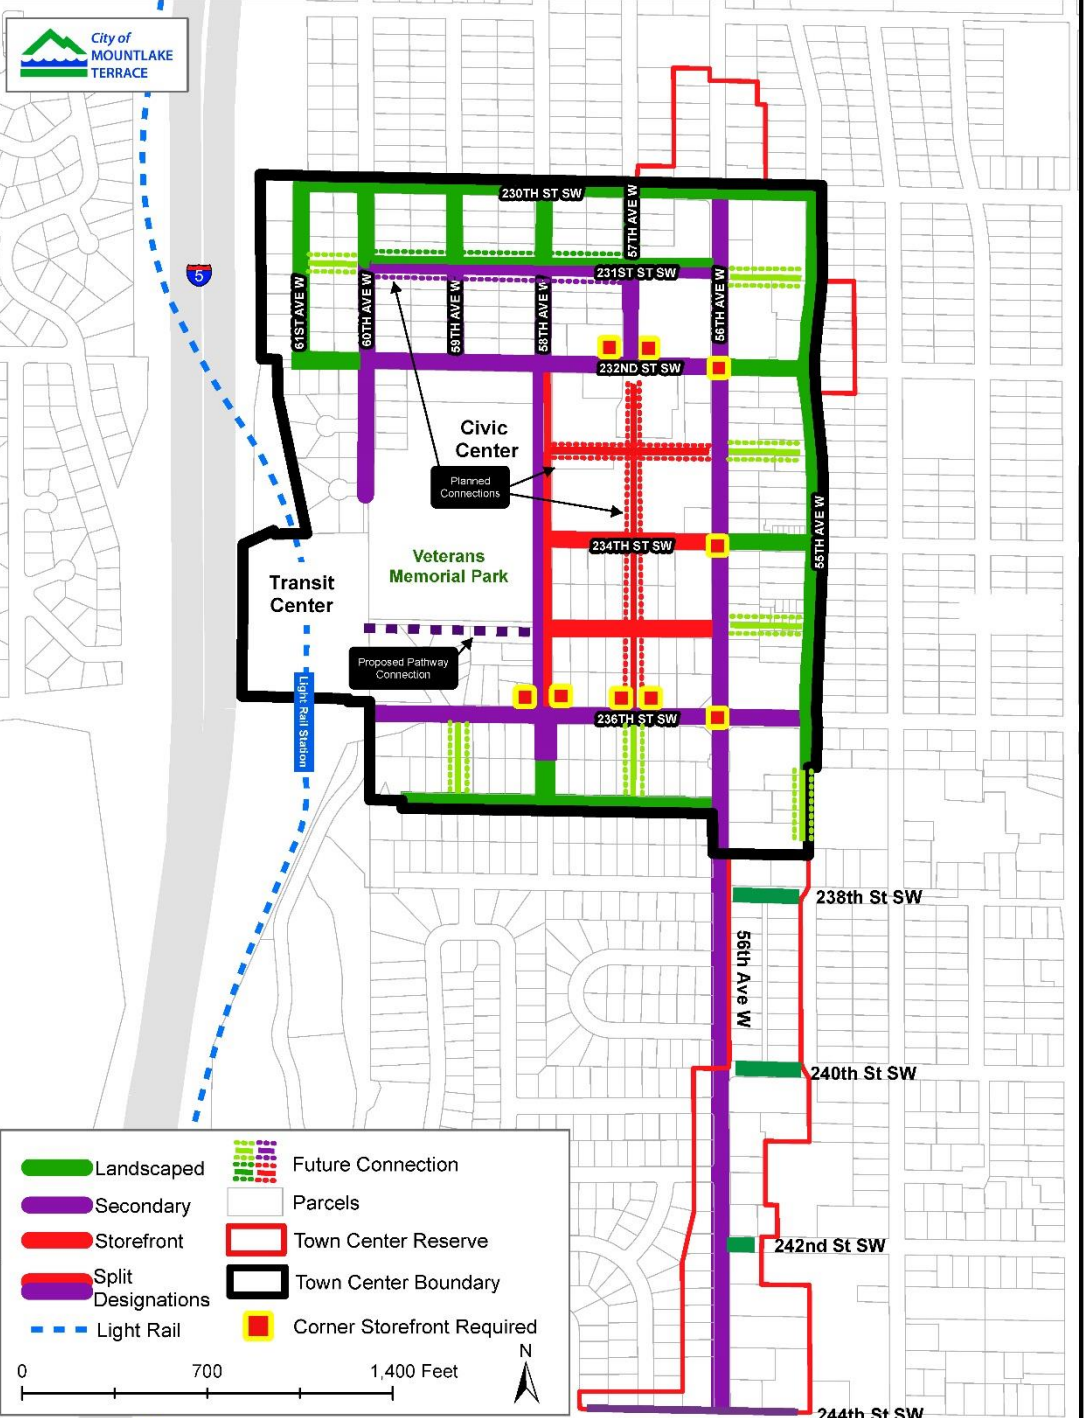 City of
MOUNTLAKE
TERRACE
5
230TH ST SW
57TH AVE W
231ST ST SW
61ST AVE W
60TH AVE W
59TH AVE W
58TH AVE W
56TH AVE W
232ND ST SW
Civic
Center
Planned
Connections
234TH ST SW
55TH AVE W
Veterans
Memorial Park
Transit
Center
Proposed Pathway
Connection
Light Rail Station
236TH ST SW
238th St SW
56th Ave W
240th St SW
242nd St SW
244th St SW
Landscaped
Secondary
Storefront
Split
Designations
Light Rail
Future Connection
Parcels
Town Center Reserve
Town Center Boundary
Corner Storefront Required
0 700 1,400 Feet
N